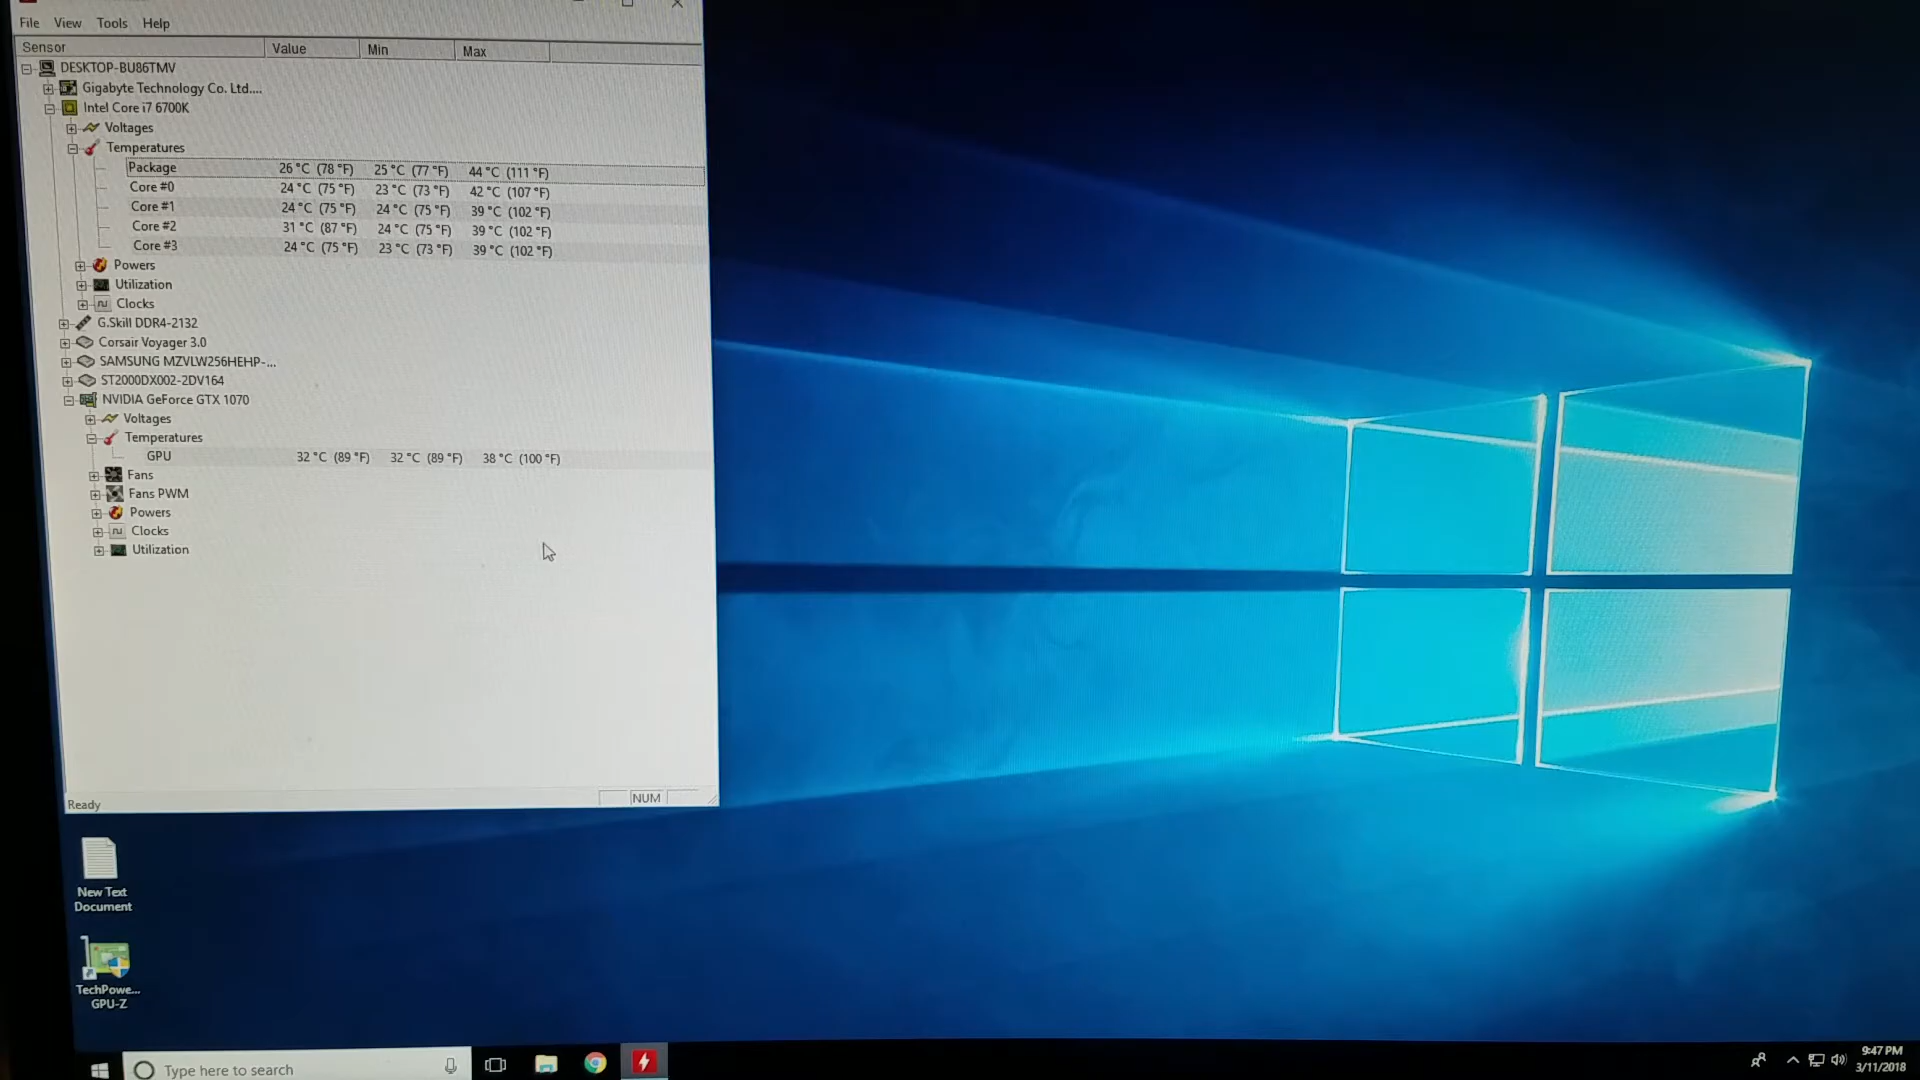 File View Tools Help
Sensor Value Min Max
DESKTOP-BU86TMV
Gigabyte Technology Co. Ltd....
Intel Core i7 6700K
Voltages
Temperatures
Package 26 °C (78 °F) 25 °C (77 °F) 44 °C (111 °F)
Core #0 24 °C (75 °F) 23 °C (73 °F) 42 °C (107 °F)
Core #1 24 °C (75 °F) 24 °C (75 °F) 39 °C (102 °F)
Core #2 31 °C (87 °F) 24 °C (75 °F) 39 °C (102 °F)
Core #3 24 °C (75 °F) 23 °C (73 °F) 39 °C (102 °F)
Powers
Utilization
Clocks
G.Skill DDR4-2132
Corsair Voyager 3.0
SAMSUNG MZVLW256HEHP-...
ST2000DX002-2DV164
NVIDIA GeForce GTX 1070
Voltages
Temperatures
GPU 32 °C (89 °F) 32 °C (89 °F) 38 °C (100 °F)
Fans
Fans PWM
Powers
Clocks
Utilization
Ready NUM
New Text
Document
TechPowe...
GPU-Z
Type here to search
9:47 PM
3/11/2018